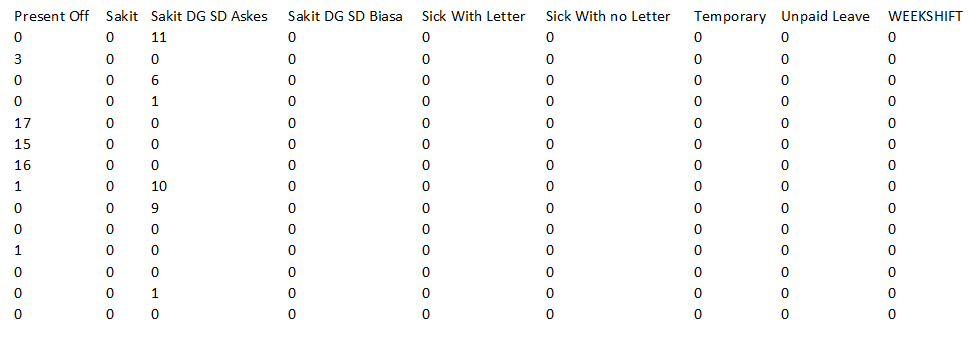 Present Off Sakit Sakit DG SD Askes Sakit DG SD Biasa Sick With Letter Sick With no Letter Temporary Unpaid Leave WEEKSHIFT
0 0 11 0 0 0 0 0 0
3 0 0 0 0 0 0 0 0
0 0 6 0 0 0 0 0 0
0 0 1 0 0 0 0 0 0
17 0 0 0 0 0 0 0 0
15 0 0 0 0 0 0 0 0
16 0 0 0 0 0 0 0 0
1 0 10 0 0 0 0 0 0
0 0 9 0 0 0 0 0 0
0 0 0 0 0 0 0 0 0
1 0 0 0 0 0 0 0 0
0 0 0 0 0 0 0 0 0
0 0 1 0 0 0 0 0 0
0 0 0 0 0 0 0 0 0